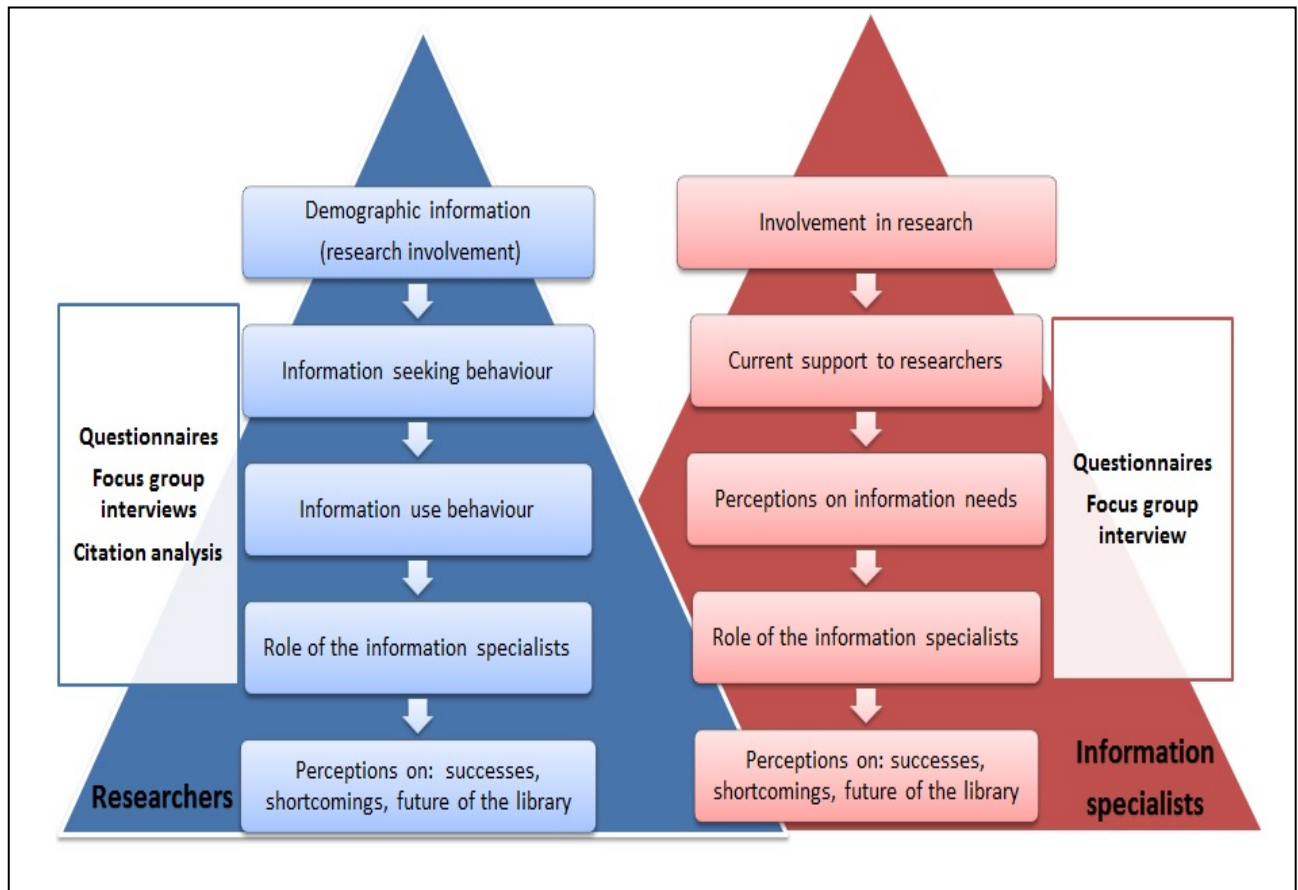 Demographic information
(research involvement)
Information seeking behaviour
Information use behaviour
Role of the information specialists
Perceptions on: successes,
shortcomings, future of the library
Questionnaires
Focus group
interviews
Citation analysis
Researchers
Involvement in research
Current support to researchers
Perceptions on information needs
Role of the information specialists
Perceptions on: successes,
shortcomings, future of the library
Questionnaires
Focus group
interview
Information
specialists